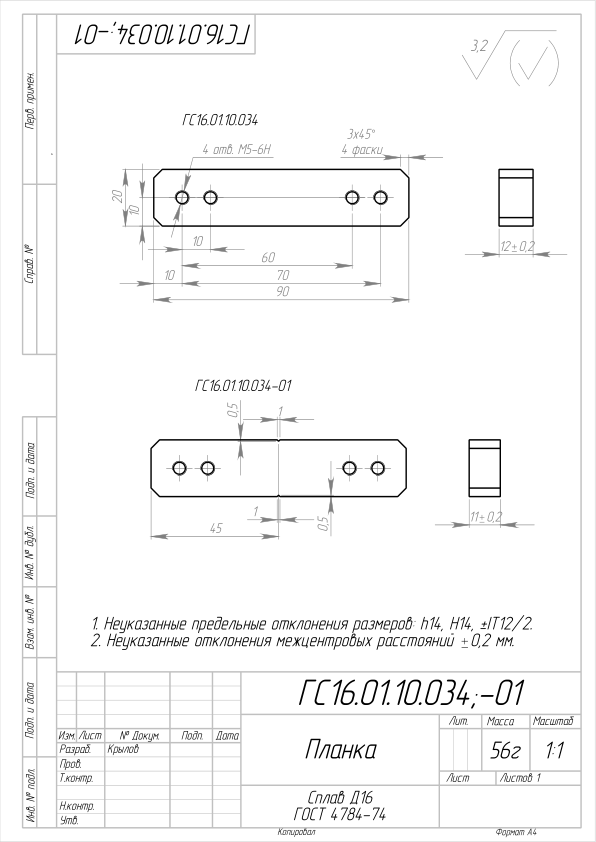 ГС16.01.10.034;-01
3,2
ГС16.01.10.034
3х45°
4 отв. М5-6Н
4 фаски
20
10
10
60
10
70
90
12±0,2
ГС16.01.10.034-01
0,5
1
1
0,5
45
11±0,2
1. Неуказанные предельные отклонения размеров: h14, H14, ±IT12/2.
2. Неуказанные отклонения межцентровых расстояний ±0,2 мм.
Перв. примен.
Справ. №
Подп. и дата
Инв. № дубл.
Взам. инв. №
Подп. и дата
Инв. № подл.
ГС16.01.10.034;-01
Изм. Лист № Докум. Подп. Дата
Разраб. Крылов
Пров.
Т.контр.
Н.контр.
Утв.
Планка
Лит. Масса Масштаб
56г 1:1
Лист Листов 1
Сплав Д16
ГОСТ 4784-74
Копировал Формат А4